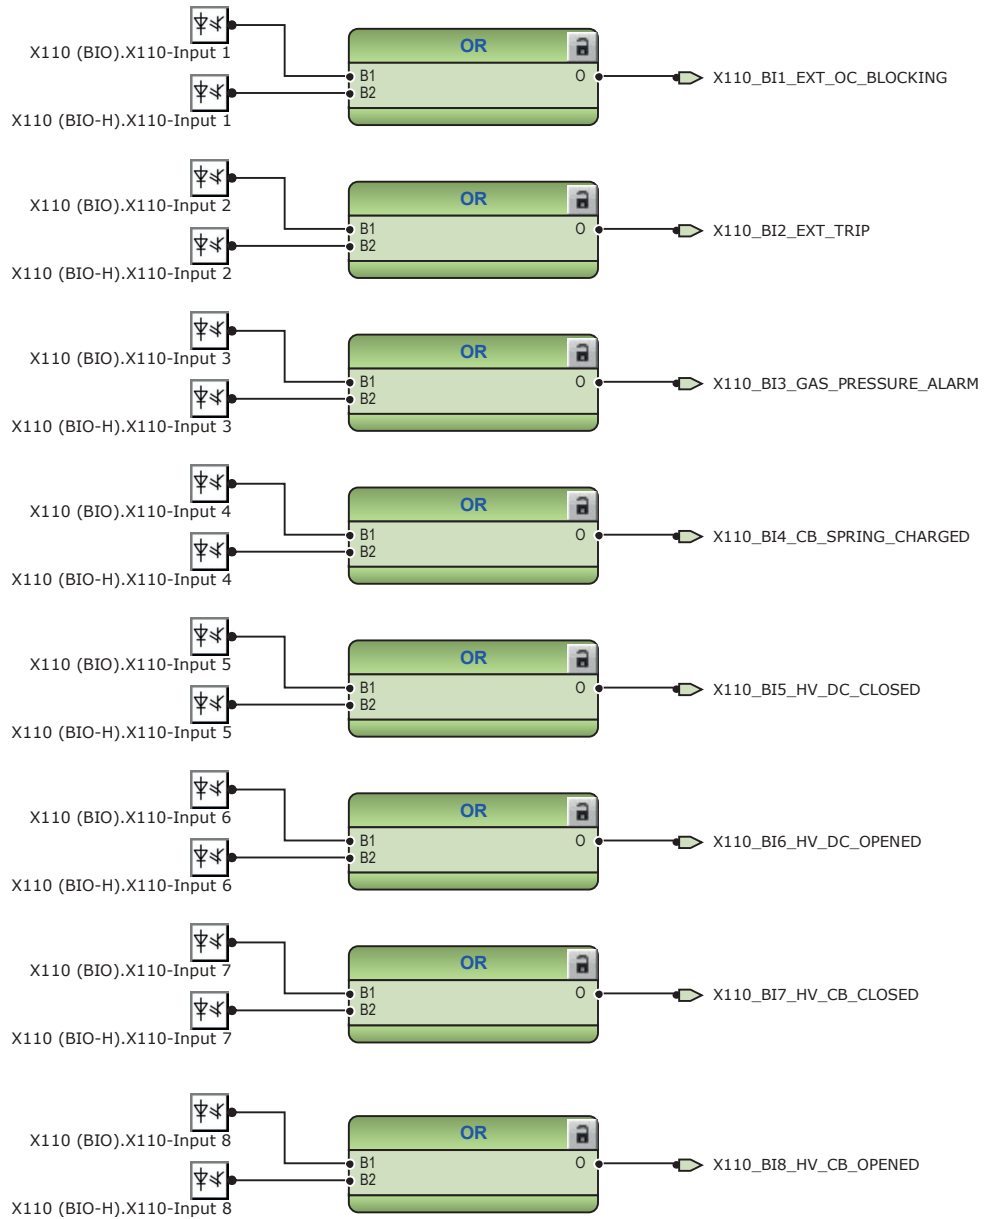 X110 (BIO).X110-Input 1
X110 (BIO-H).X110-Input 1
OR
B1
B2
O
X110_BI1_EXT_OC_BLOCKING
X110 (BIO).X110-Input 2
X110 (BIO-H).X110-Input 2
OR
B1
B2
O
X110_BI2_EXT_TRIP
X110 (BIO).X110-Input 3
X110 (BIO-H).X110-Input 3
OR
B1
B2
O
X110_BI3_GAS_PRESSURE_ALARM
X110 (BIO).X110-Input 4
X110 (BIO-H).X110-Input 4
OR
B1
B2
O
X110_BI4_CB_SPRING_CHARGED
X110 (BIO).X110-Input 5
X110 (BIO-H).X110-Input 5
OR
B1
B2
O
X110_BI5_HV_DC_CLOSED
X110 (BIO).X110-Input 6
X110 (BIO-H).X110-Input 6
OR
B1
B2
O
X110_BI6_HV_DC_OPENED
X110 (BIO).X110-Input 7
X110 (BIO-H).X110-Input 7
OR
B1
B2
O
X110_BI7_HV_CB_CLOSED
X110 (BIO).X110-Input 8
X110 (BIO-H).X110-Input 8
OR
B1
B2
O
X110_BI8_HV_CB_OPENED